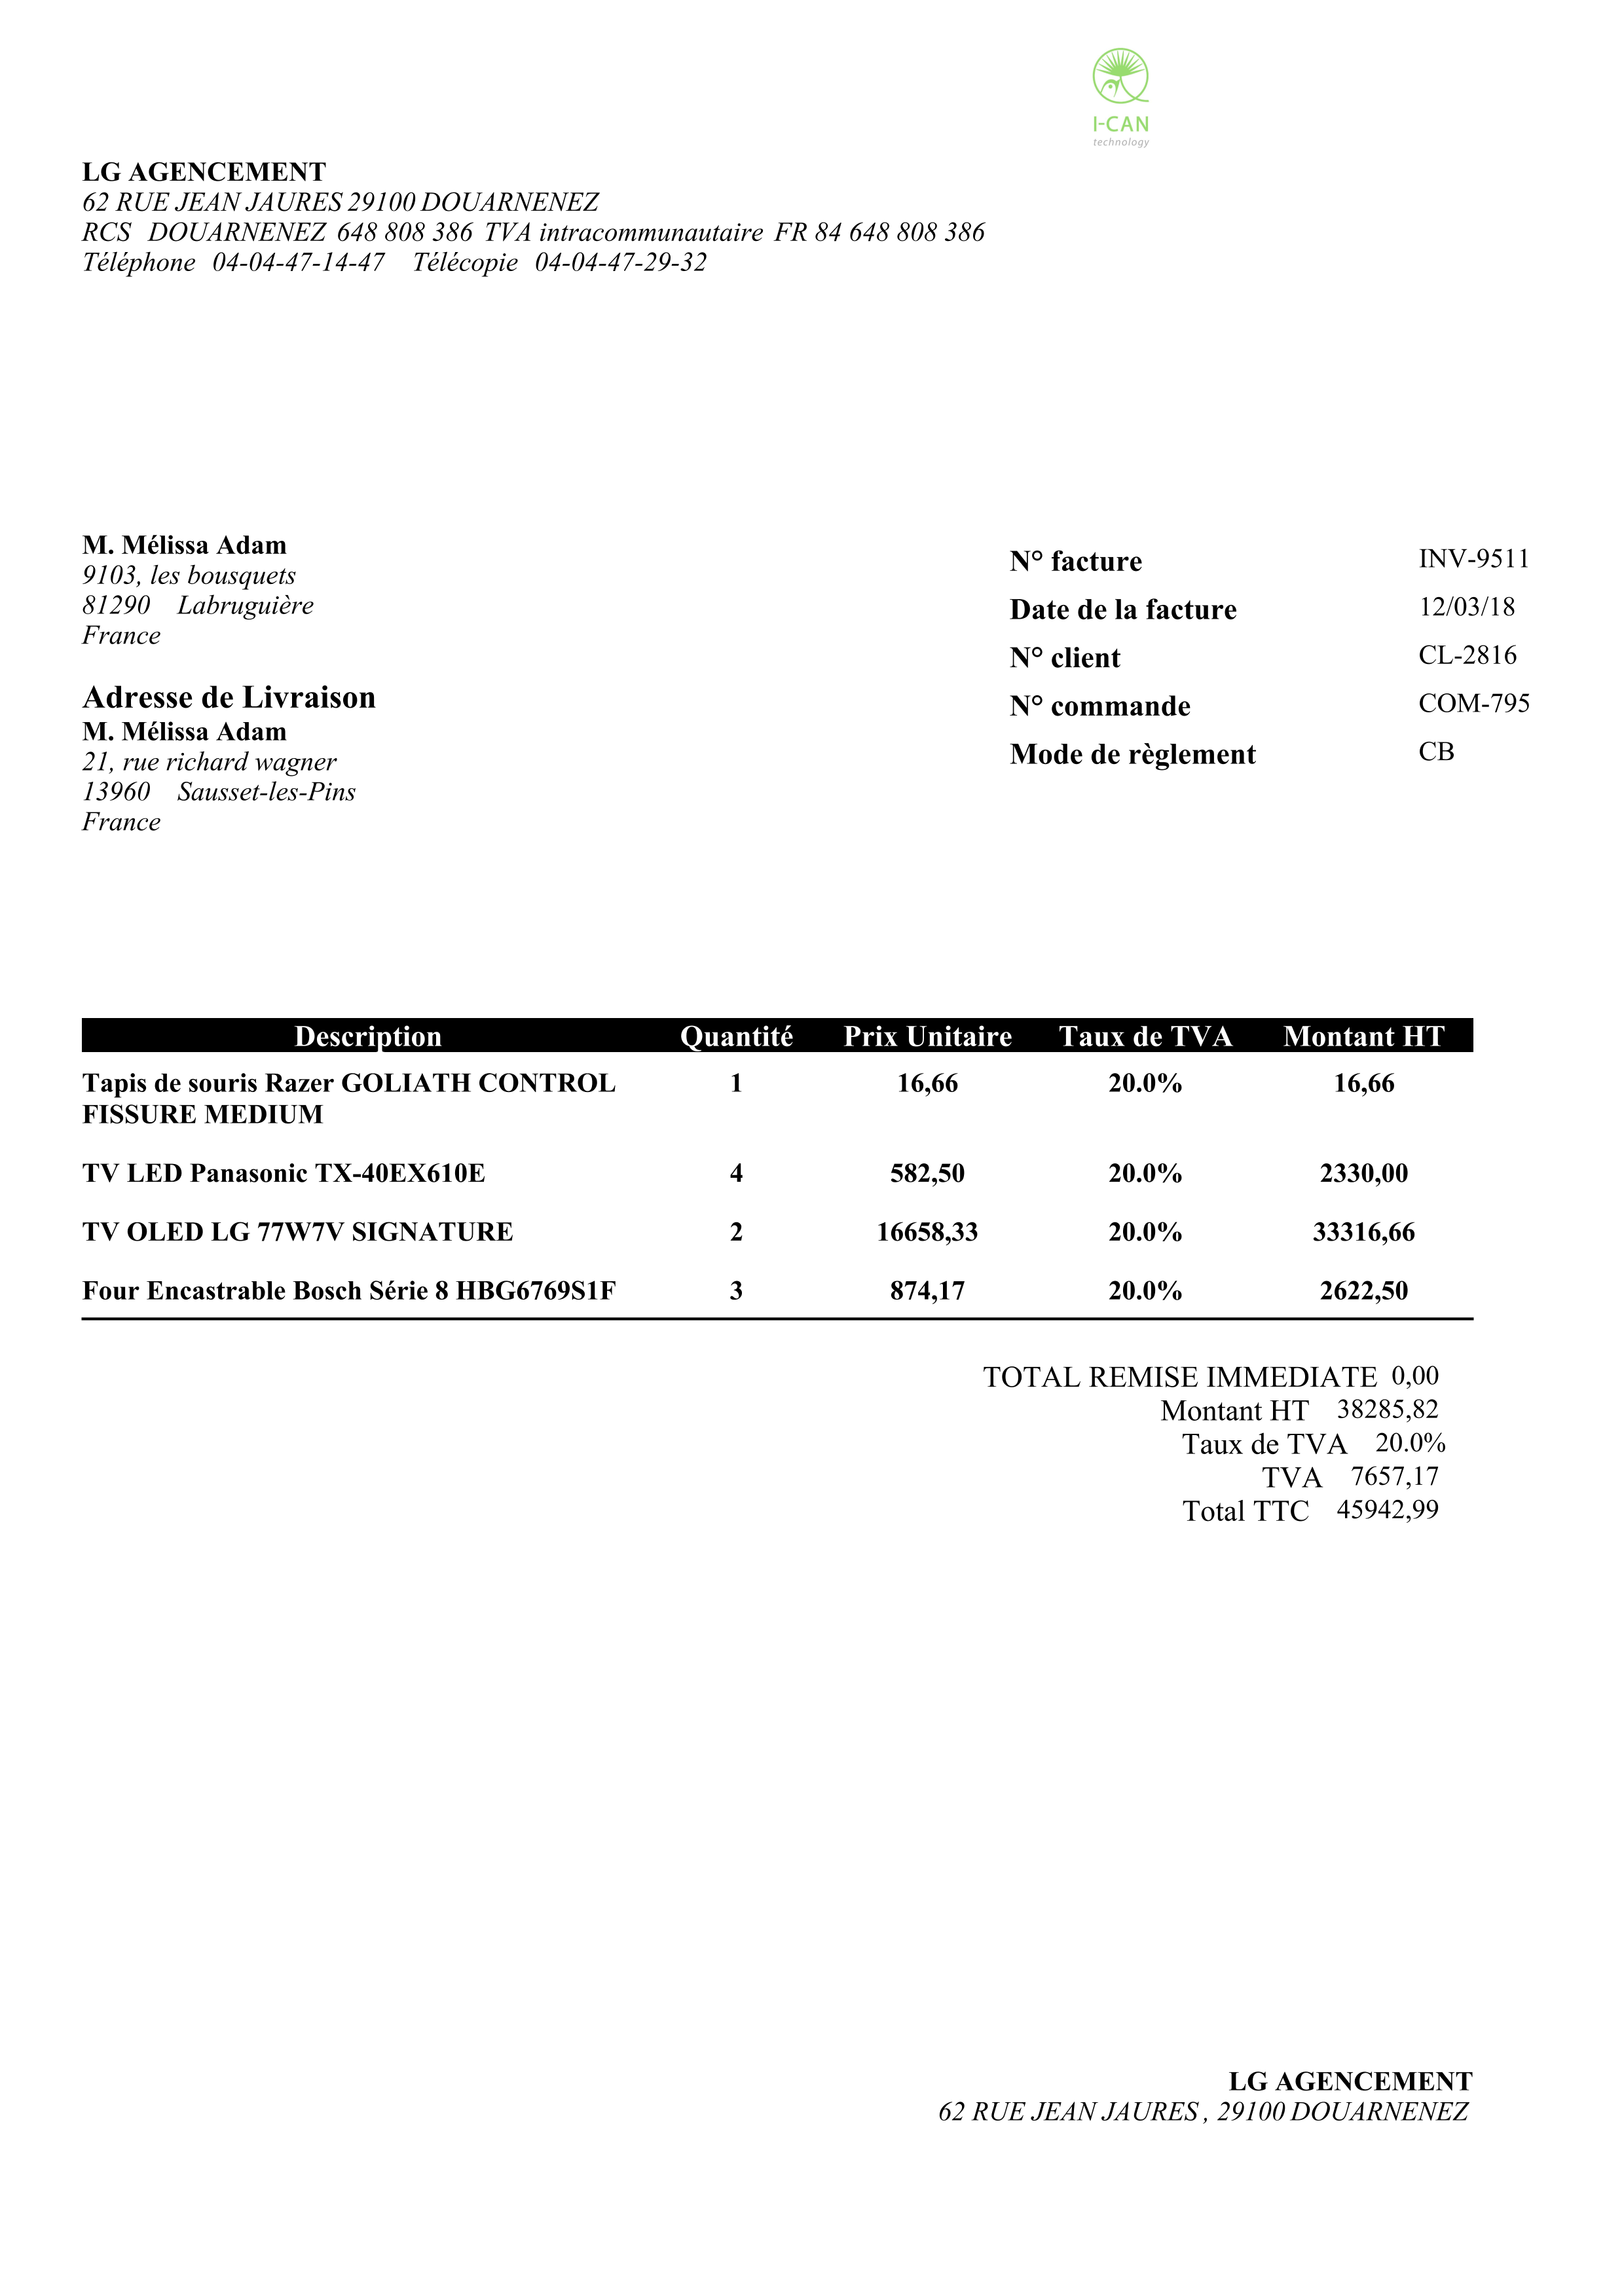 I-CAN
technology
LG AGENCEMENT
62 RUE JEAN JAURES 29100 DOUARNENEZ
RCS DOUARNENEZ 648 808 386 TVA intracommunautaire FR 84 648 808 386
Téléphone 04-04-47-14-47 Télécopie 04-04-47-29-32
M. Mélissa Adam
9103, les bousquets
81290 Labruguière
France
Adresse de Livraison
M. Mélissa Adam
21, rue richard wagner
13960 Sausset-les-Pins
France
N° facture INV-9511
Date de la facture 12/03/18
N° client CL-2816
N° commande COM-795
Mode de règlement CB
Description Quantité Prix Unitaire Taux de TVA Montant HT
Tapis de souris Razer GOLIATH CONTROL 1 16,66 20.0% 16,66
FISSURE MEDIUM
TV LED Panasonic TX-40EX610E 4 582,50 20.0% 2330,00
TV OLED LG 77W7V SIGNATURE 2 16658,33 20.0% 33316,66
Four Encastrable Bosch Série 8 HBG6769S1F 3 874,17 20.0% 2622,50
TOTAL REMISE IMMEDIATE 0,00
Montant HT 38285,82
Taux de TVA 20.0%
TVA 7657,17
Total TTC 45942,99
LG AGENCEMENT
62 RUE JEAN JAURES , 29100 DOUARNENEZ